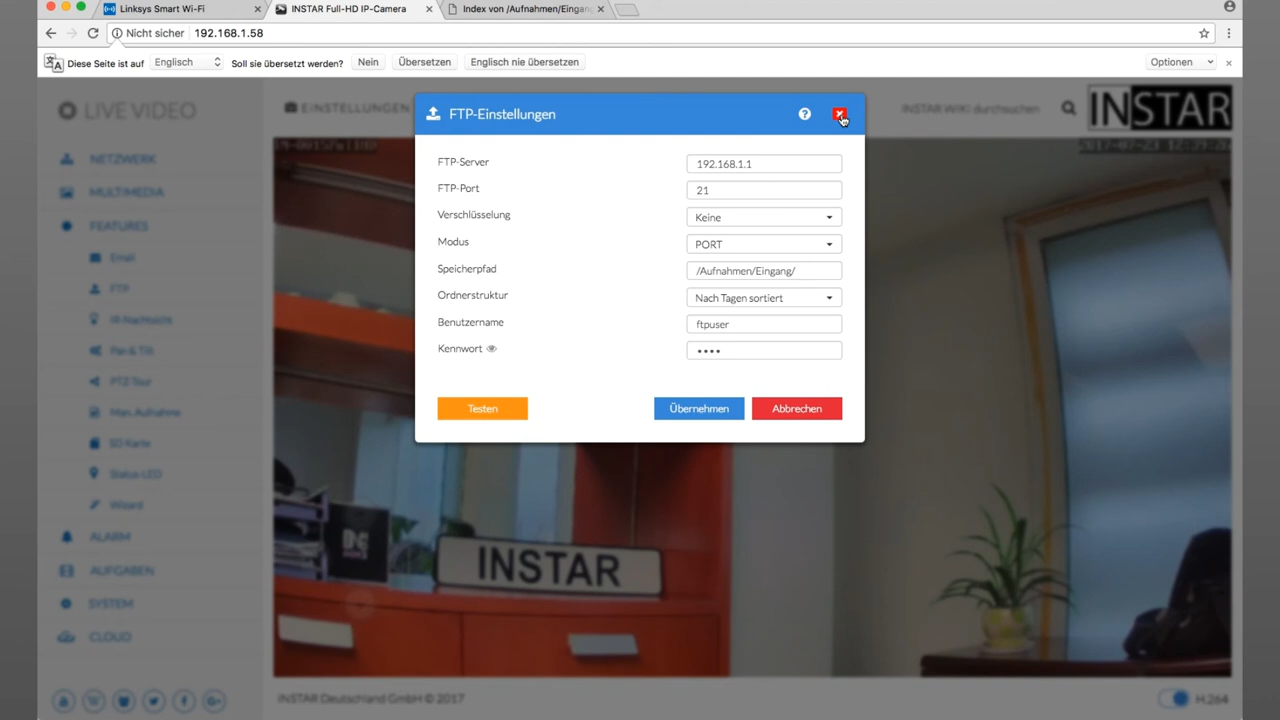 Linksys Smart Wi-Fi
INSTAR Full-HD IP-Camera
Index von /Aufnahmen/Eingan
Nicht sicher 192.168.1.58
Diese Seite ist auf Englisch Soll sie übersetzt werden? Nein Übersetzen Englisch nie übersetzen Optionen
LIVE VIDEO
EINSTELLUNGEN
INSTAR WIKI durchsuchen
INSTAR
NETZWERK
MULTIMEDIA
FEATURES
Email
FTP
IR Nachtsicht
Pan & Tilt
PTZ Tour
Man. Aufnahme
SD Karte
Status LED
Wizard
ALARM
AUFGABEN
SYSTEM
CLOUD
2017-07-23
FTP-Einstellungen
FTP-Server 192.168.1.1
FTP-Port 21
Verschlüsselung Keine
Modus PORT
Speicherpfad /Aufnahmen/Eingang/
Ordnerstruktur Nach Tagen sortiert
Benutzername ftpuser
Kennwort ••••
Testen Übernehmen Abbrechen
INSTAR
INSTAR Deutschland GmbH © 2017
H.264